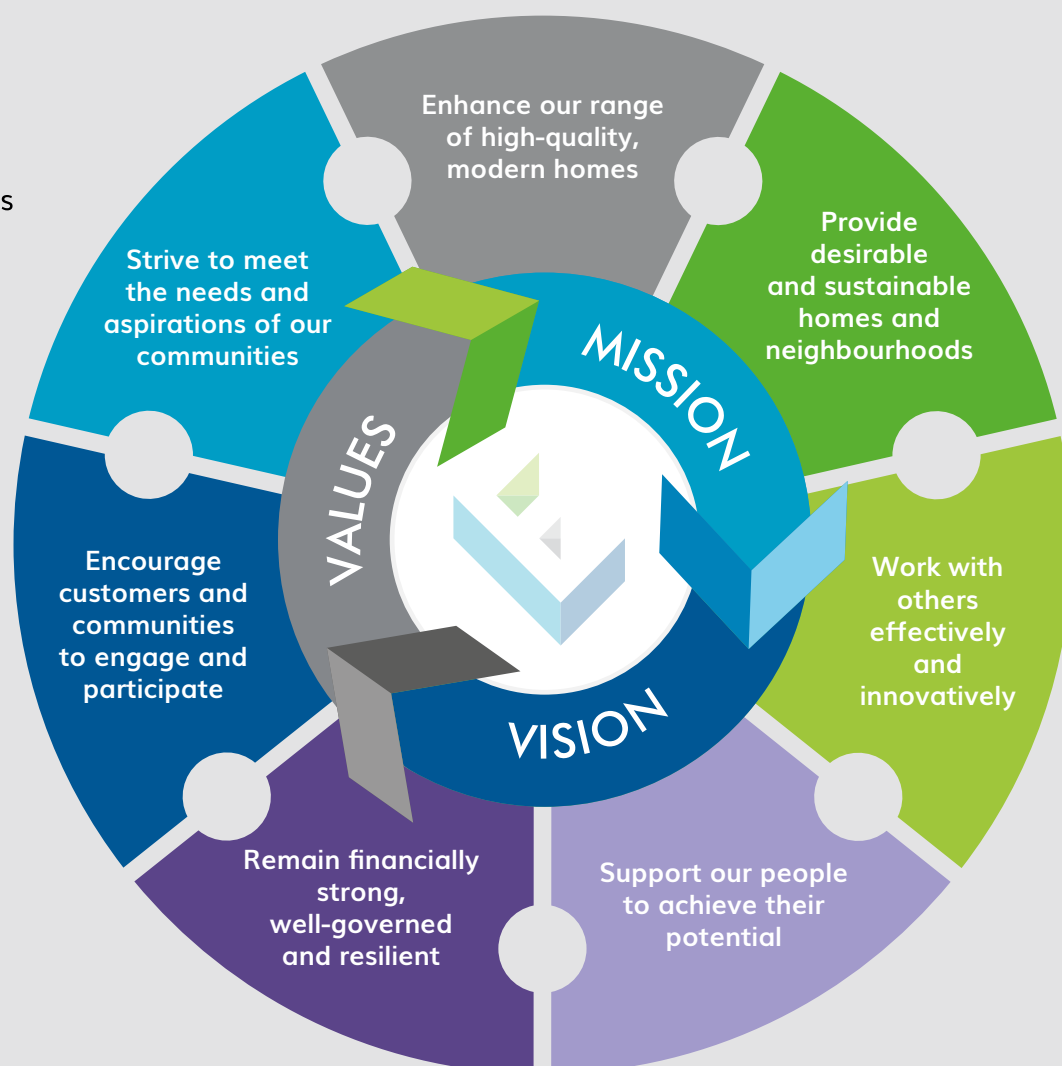 s
Enhance our range
of high-quality,
modern homes
Provide
desirable
and sustainable
homes and
neighbourhoods
Work with
others
effectively
and
innovatively
Support our people
to achieve their
potential
Remain financially
strong,
well-governed
and resilient
Encourage
customers and
communities
to engage and
participate
Strive to meet
the needs and
aspirations of our
communities
MISSION
VISION
VALUES